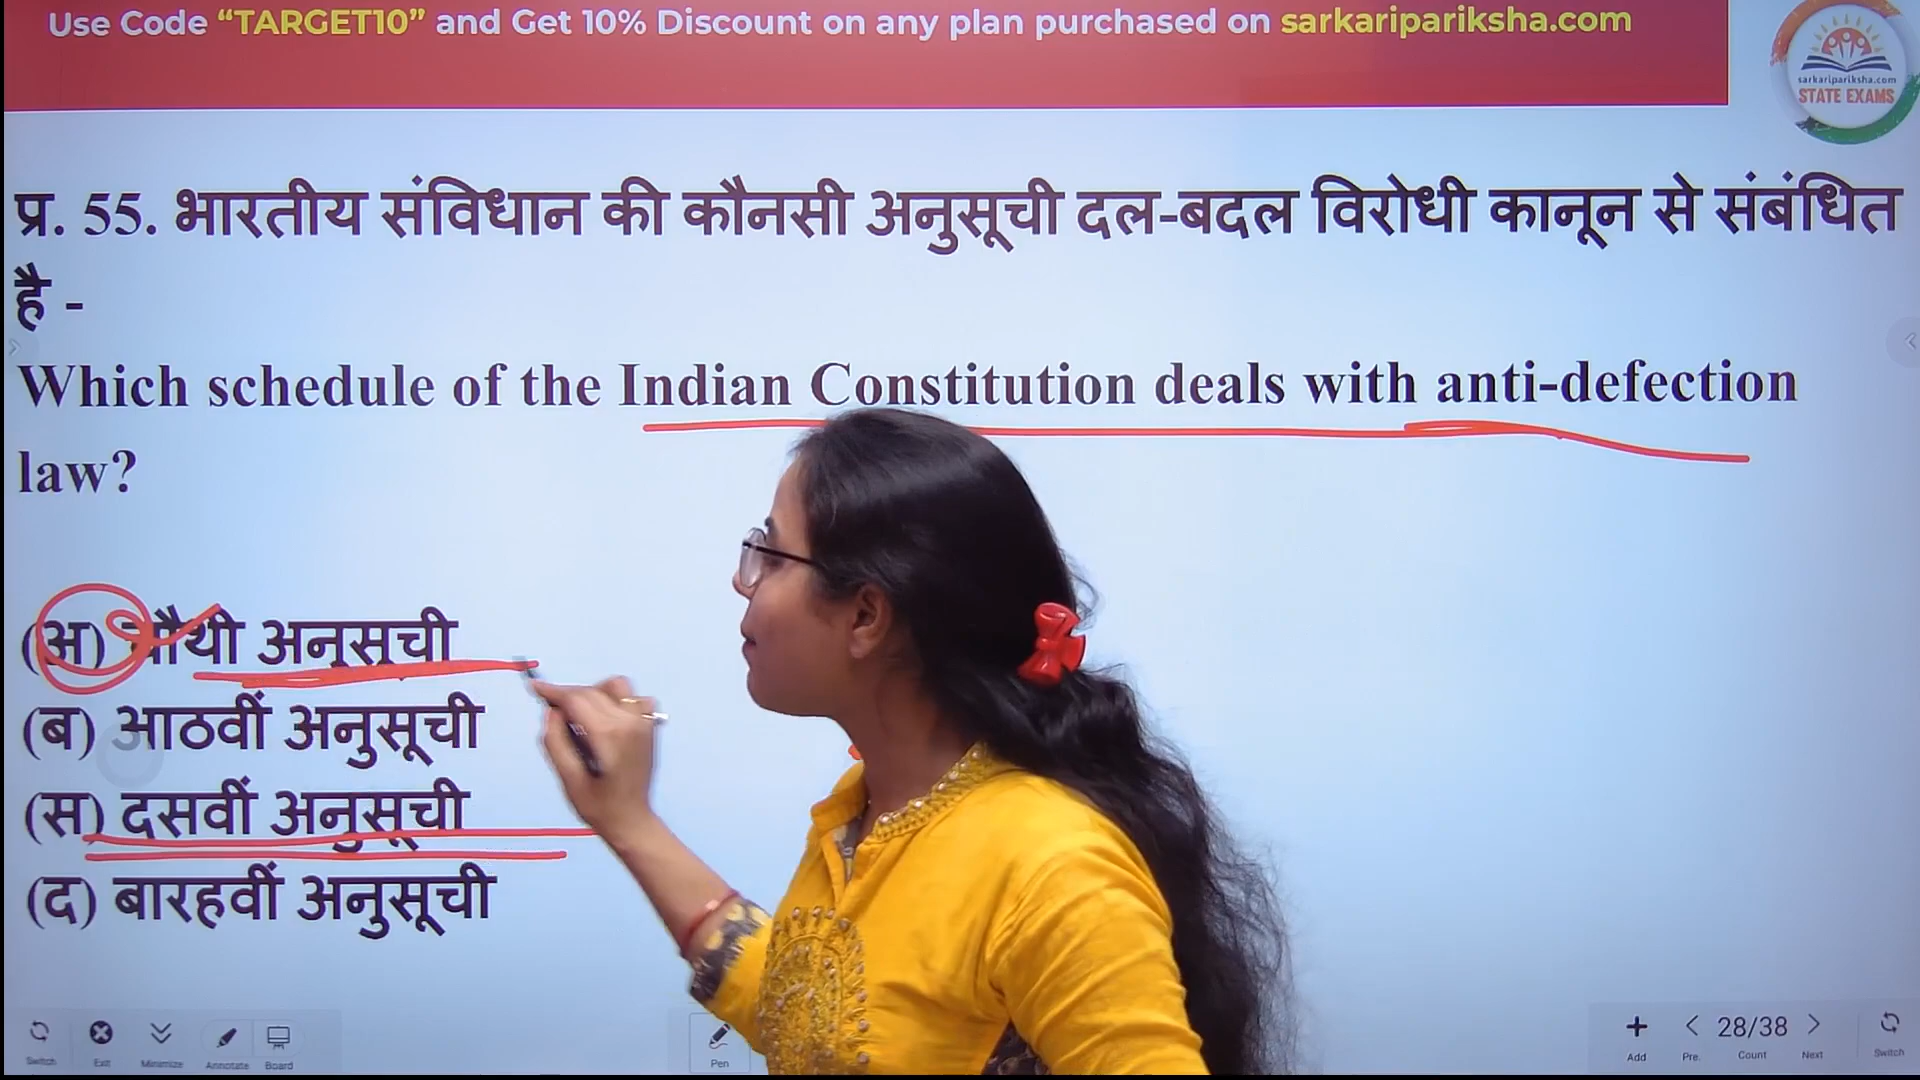 Use Code “TARGET10” and Get 10% Discount on any plan purchased on sarkaripariksha.com
sarkaripariksha.com
STATE EXAMS
प्र. 55. भारतीय संविधान की कौनसी अनुसूची दल-बदल विरोधी कानून से संबंधित
है -
Which schedule of the Indian Constitution deals with anti-defection
law?
(अ) चौथी अनुसूची
(ब) आठवीं अनुसूची
(स) दसवीं अनुसूची
(द) बारहवीं अनुसूची
Switch Exit Minimize Annotate Board
Pen
28/38
Add Pre. Count Next Switch